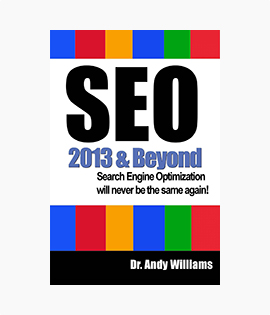 SEO
2013 & Beyond
Search Engine Optimization
will never be the same again!
Dr. Andy Williams